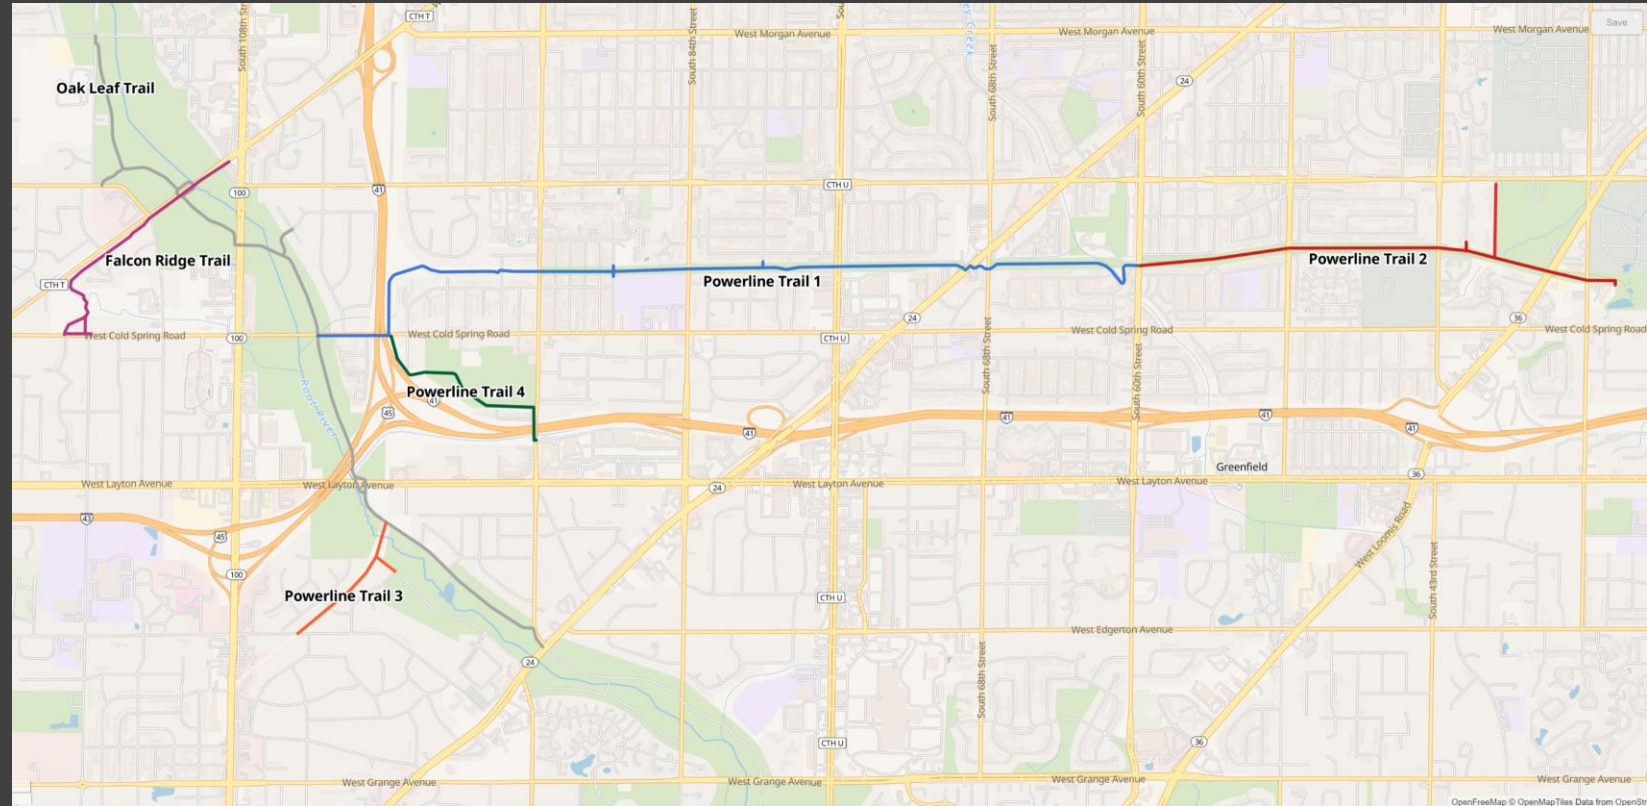 CTH T
South 108th Str
South 84th Street
West Morgan Avenue
Sou
West Morgan Avenue
South 60th Street
West Morgan Avenue
Save
South 68th Street
24
Oak Leaf Trail
41
100
CTH U
Falcon Ridge Trail
CTH T
Powerline Trail 1
Powerline Trail 2
24
36
West Cold Spring Road
100
West Cold Spring Road
CTH U
West Cold Spring Road
West Cold Spring Road
South 68th Street
South 60th Street
Root River
Powerline Trail 4
41
45
41
41
41
41
Greenfield
36
West Layton Avenue
West Layton Avenue
24
West Layton Avenue
West Layton Avenue
43
45
West Loomis Road
100
South 43rd Street
Powerline Trail 3
CTH U
West Edgerton Avenue
24
South 68th Street
CTH U
36
West Grange Avenue
West Grange Avenue
West Grange Avenue
West Grange Avenue
OpenFreeMap © OpenMapTiles Data from OpenStr